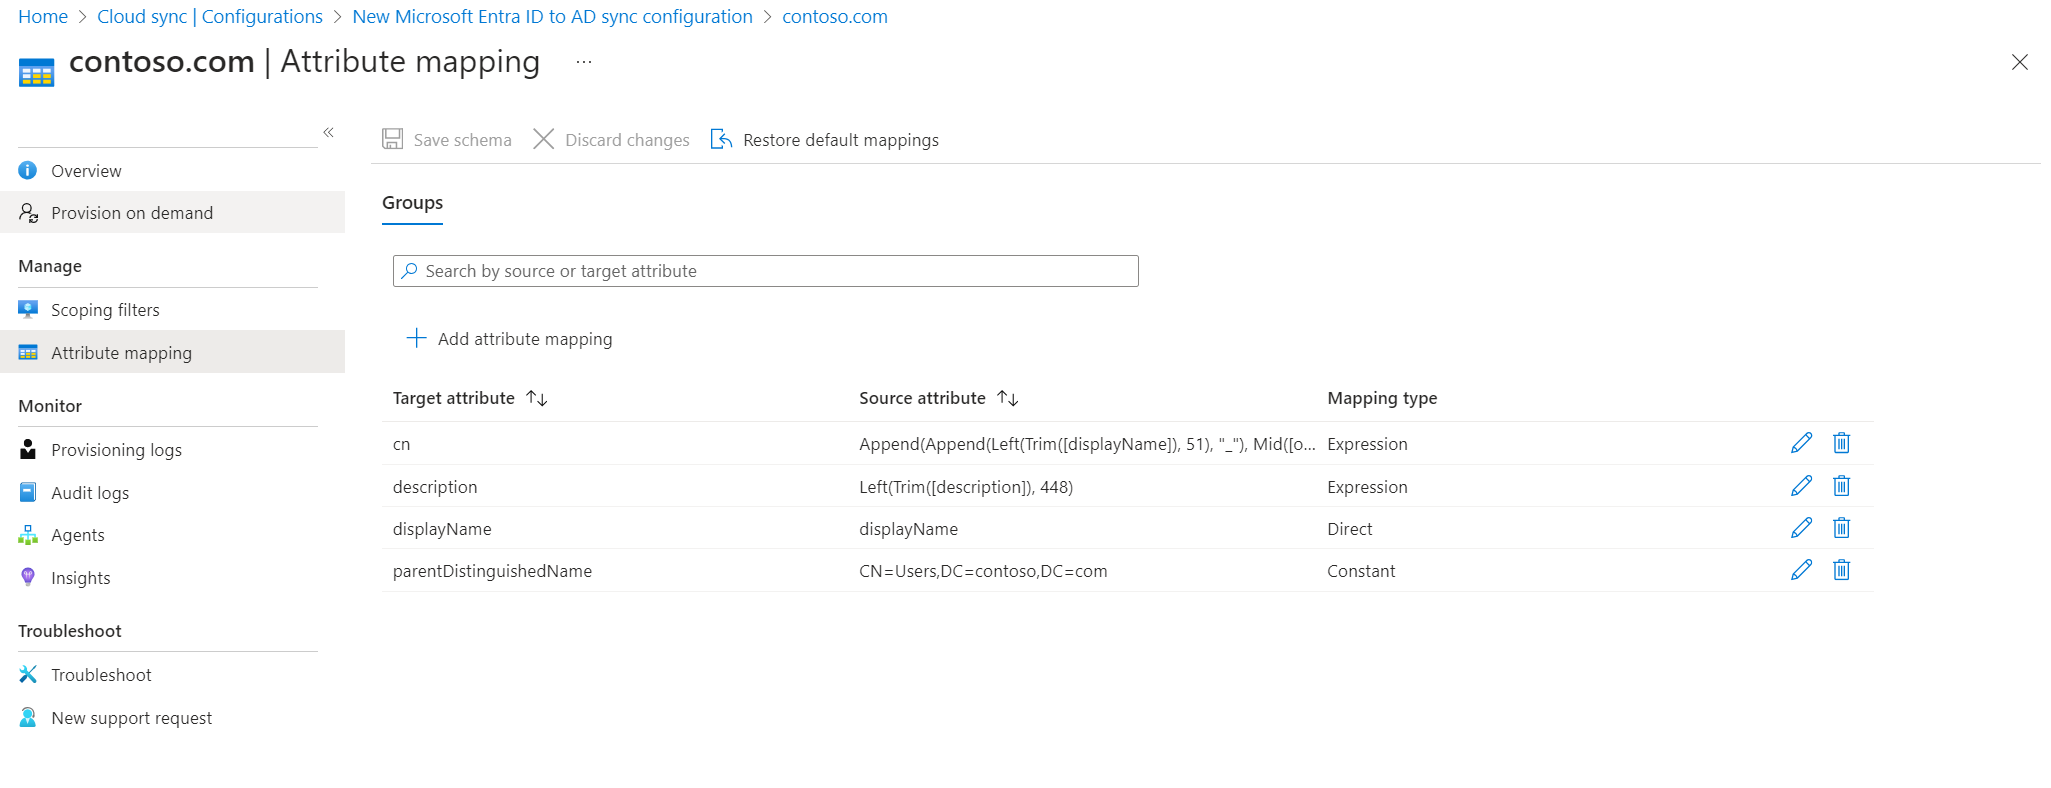 Home > Cloud sync | Configurations > New Microsoft Entra ID to AD sync configuration > contoso.com
contoso.com | Attribute mapping ...
«
Save schema Discard changes Restore default mappings
Overview
Provision on demand
Manage
Scoping filters
Attribute mapping
Monitor
Provisioning logs
Audit logs
Agents
Insights
Troubleshoot
Troubleshoot
New support request
Groups
Search by source or target attribute
Add attribute mapping
Target attribute ↑↓ Source attribute ↑↓ Mapping type
cn Append(Append(Left(Trim([displayName]), 51), "_"), Mid([o... Expression
description Left(Trim([description]), 448) Expression
displayName displayName Direct
parentDistinguishedName CN=Users,DC=contoso,DC=com Constant